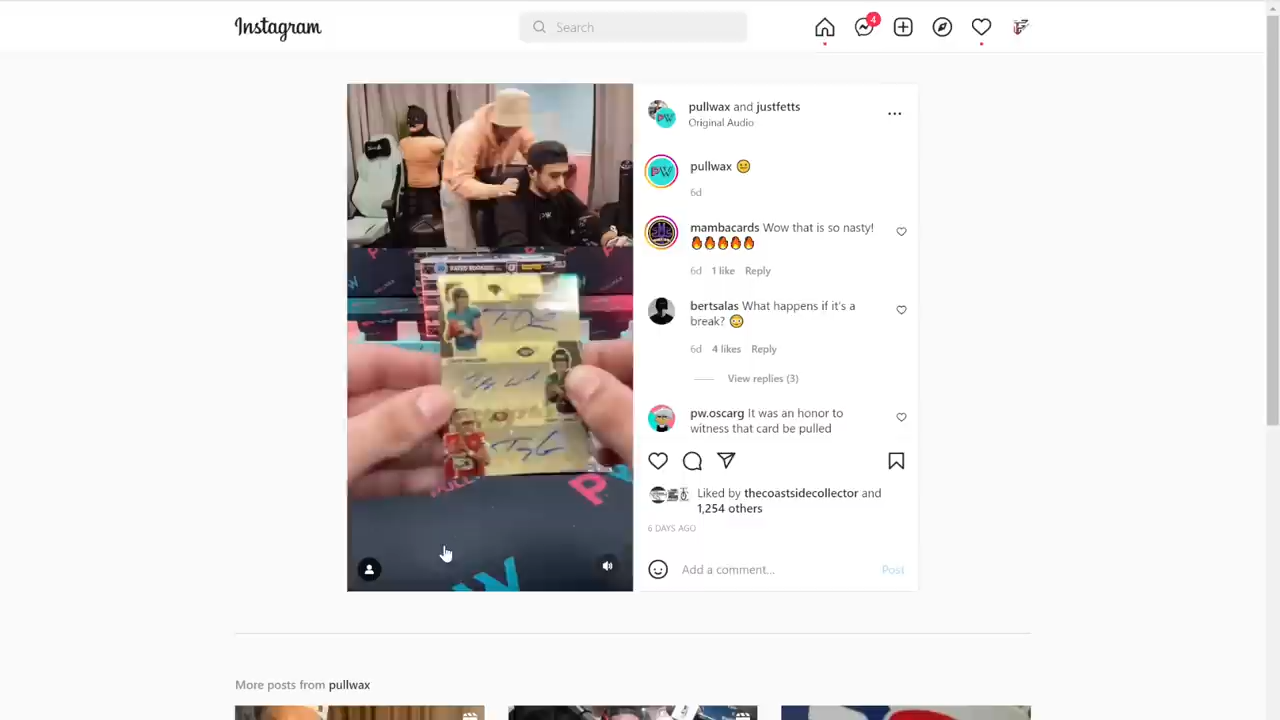 Instagram
Search
4
pullwax and justfetts
Original Audio
PW
pullwax
6d
mambacards Wow that is so nasty!
6d 1 like Reply
bertsalas What happens if it's a
break?
6d 4 likes Reply
View replies (3)
pw.oscarg It was an honor to
witness that card be pulled
Liked by thecoastsidecollector and
1,254 others
6 DAYS AGO
Add a comment... Post
More posts from pullwax